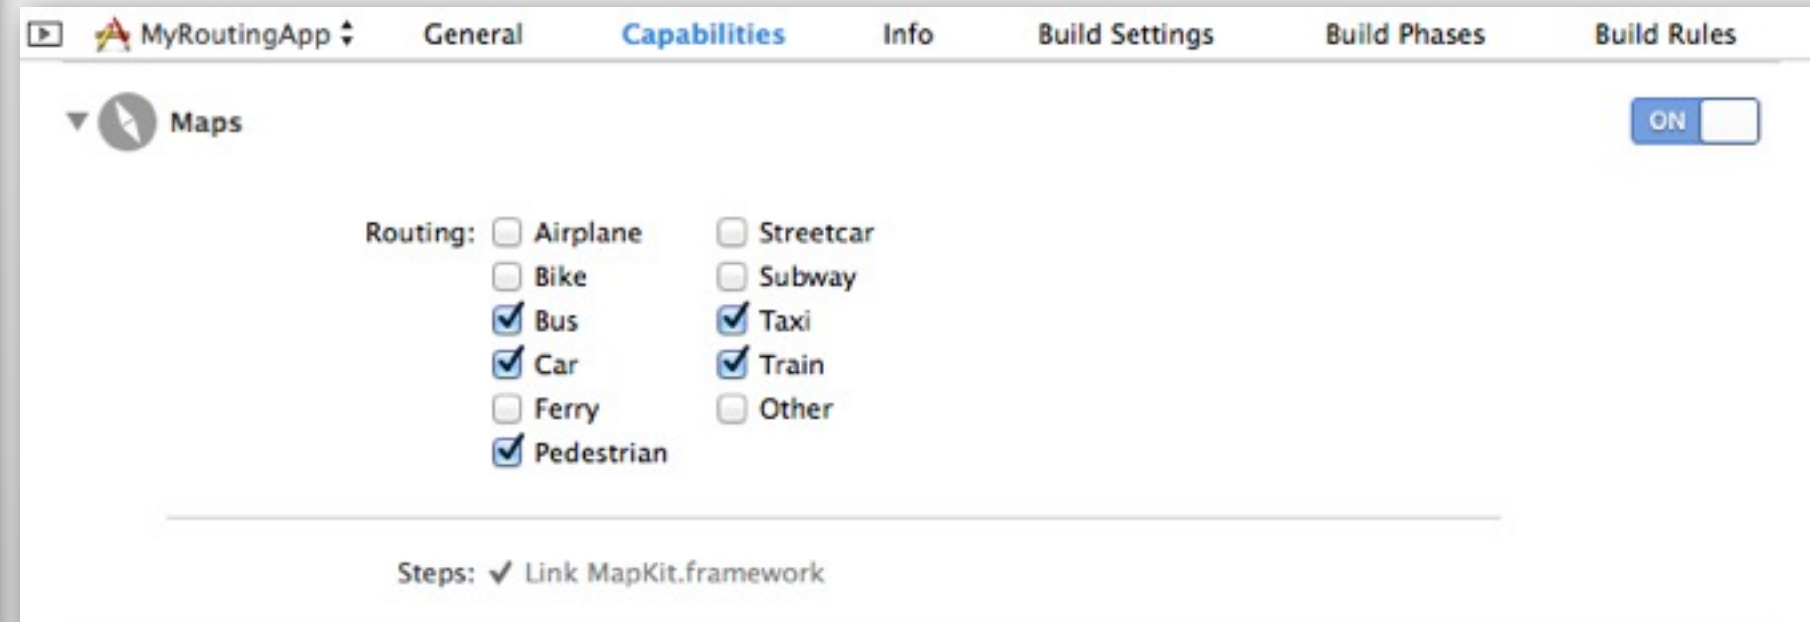 MyRoutingApp General Capabilities Info Build Settings Build Phases Build Rules
Maps ON
Routing: Airplane Streetcar
Bike Subway
Bus Taxi
Car Train
Ferry Other
Pedestrian
Steps: Link MapKit.framework